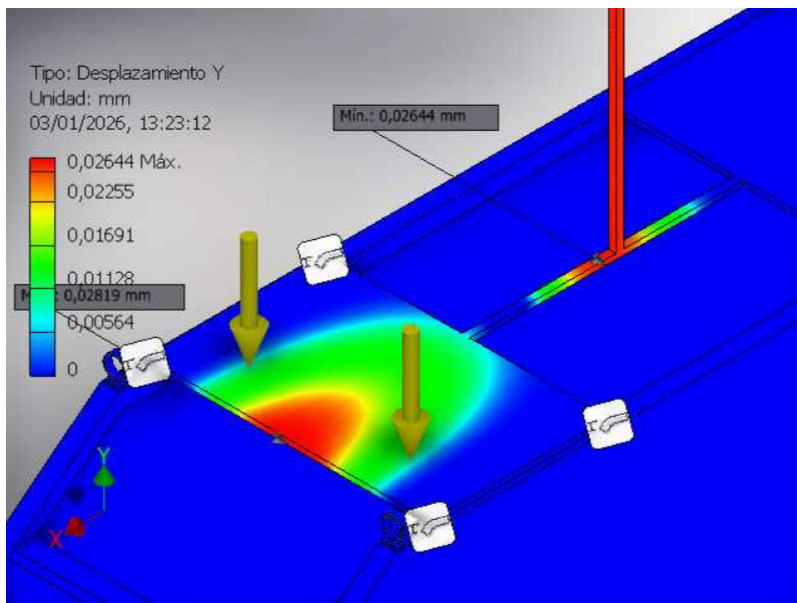 Tipo: Desplazamiento Y
Unidad: mm
03/01/2026, 13:23:12
Mín.: 0,02644 mm
0,02644 Máx.
0,02255
0,01691
0,01128
0,02819 mm
0,00564
0
Y
X